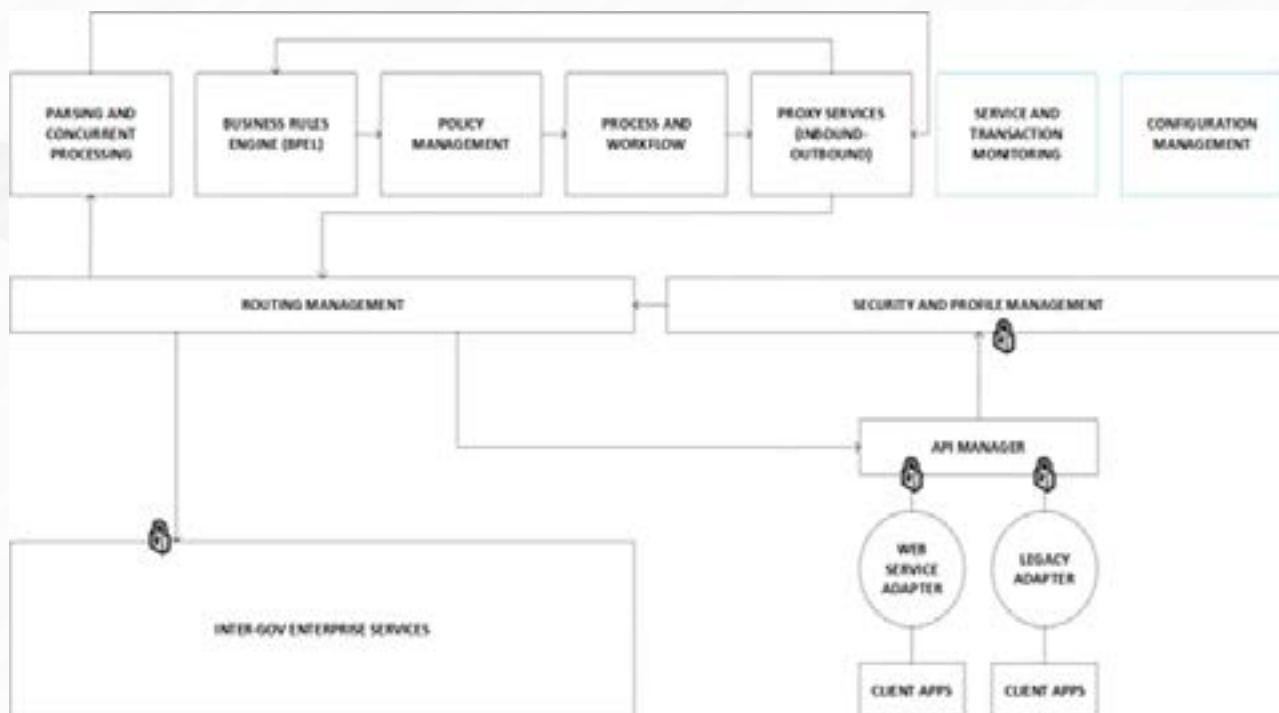 PARSING AND
CONCURRENT
PROCESSING
BUSINESS RULES
ENGINE (BPEL)
POLICY
MANAGEMENT
PROCESS AND
WORKFLOW
PROXY SERVICES
(INBOUND-
OUTBOUND)
SERVICE AND
TRANSACTION
MONITORING
CONFIGURATION
MANAGEMENT
ROUTING MANAGEMENT
SECURITY AND PROFILE MANAGEMENT
API MANAGER
WEB
SERVICE
ADAPTER
LEGACY
ADAPTER
INTER-GOV ENTERPRISE SERVICES
CLIENT APPS
CLIENT APPS